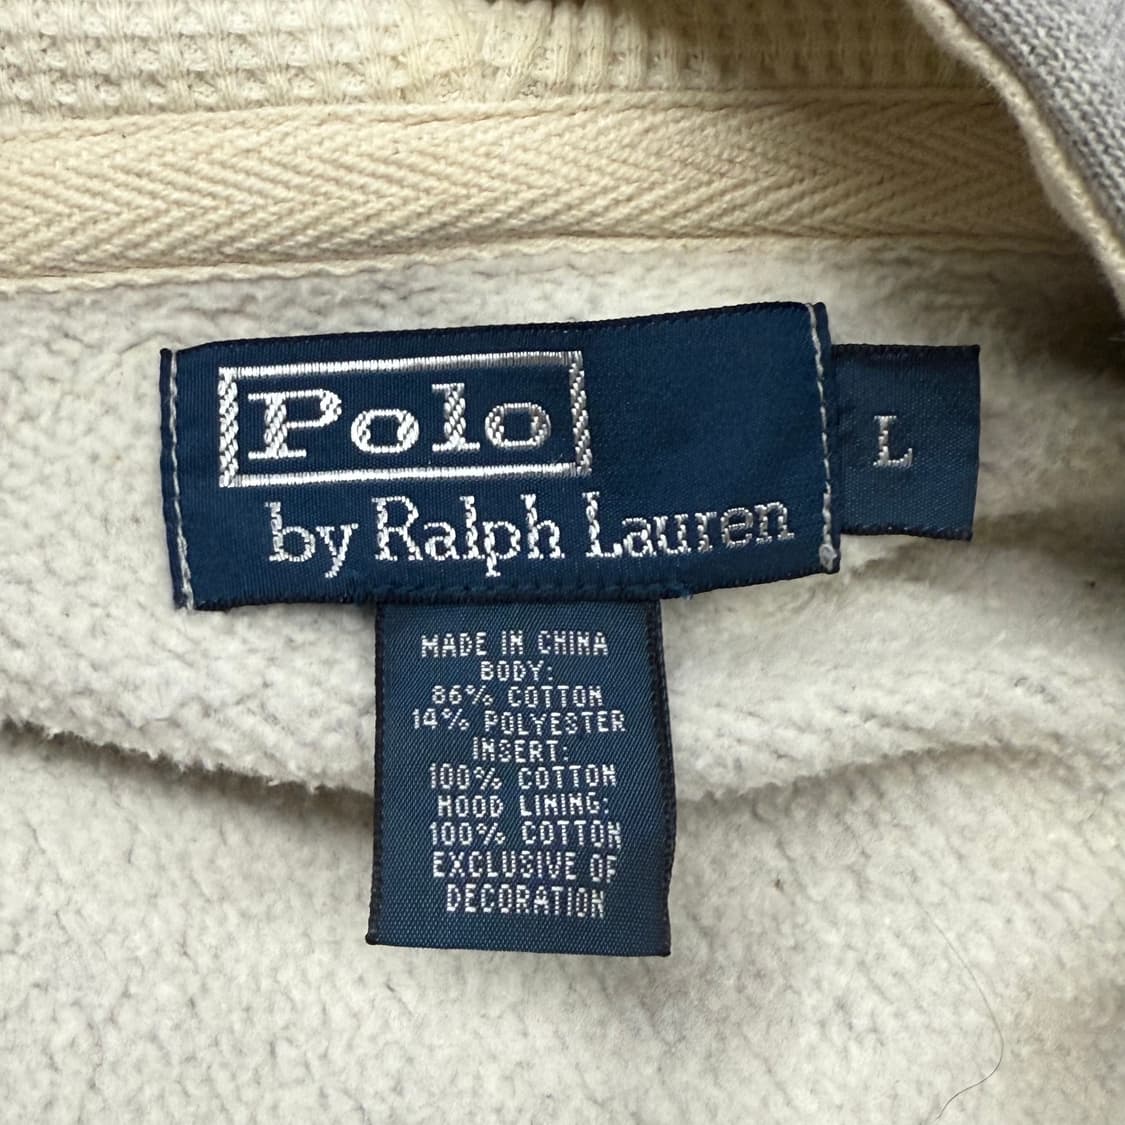 Polo
by Ralph Lauren
L
MADE IN CHINA
BODY:
86% COTTON
14% POLYESTER
INSERT:
100% COTTON
HOOD LINING:
100% COTTON
EXCLUSIVE OF
DECORATION